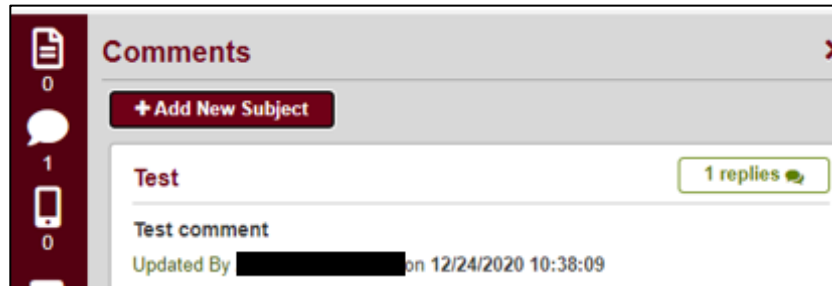 Comments
0
+ Add New Subject
1
Test
1 replies
0
Test comment
Updated By on 12/24/2020 10:38:09